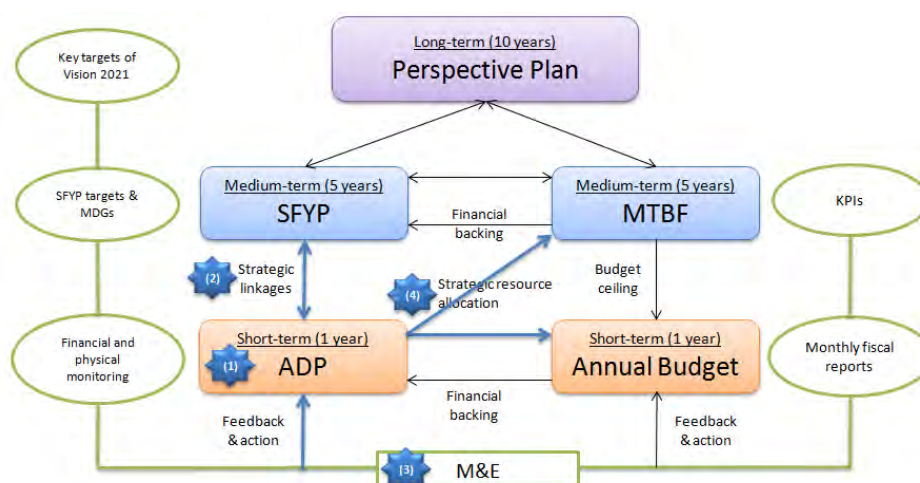 Long-term (10 years)
Perspective Plan
Key targets of
Vision 2021
Medium-term (5 years)
SFYP
Medium-term (5 years)
MTBF
SFYP targets &
MDGs
KPIs
Financial
backing
(2)
Strategic
linkages
(4)
Strategic resource
allocation
Budget
ceiling
Short-term (1 year)
(1)
ADP
Short-term (1 year)
Annual Budget
Financial and
physical
monitoring
Monthly fiscal
reports
Financial
backing
Feedback
& action
Feedback
& action
(3)
M&E